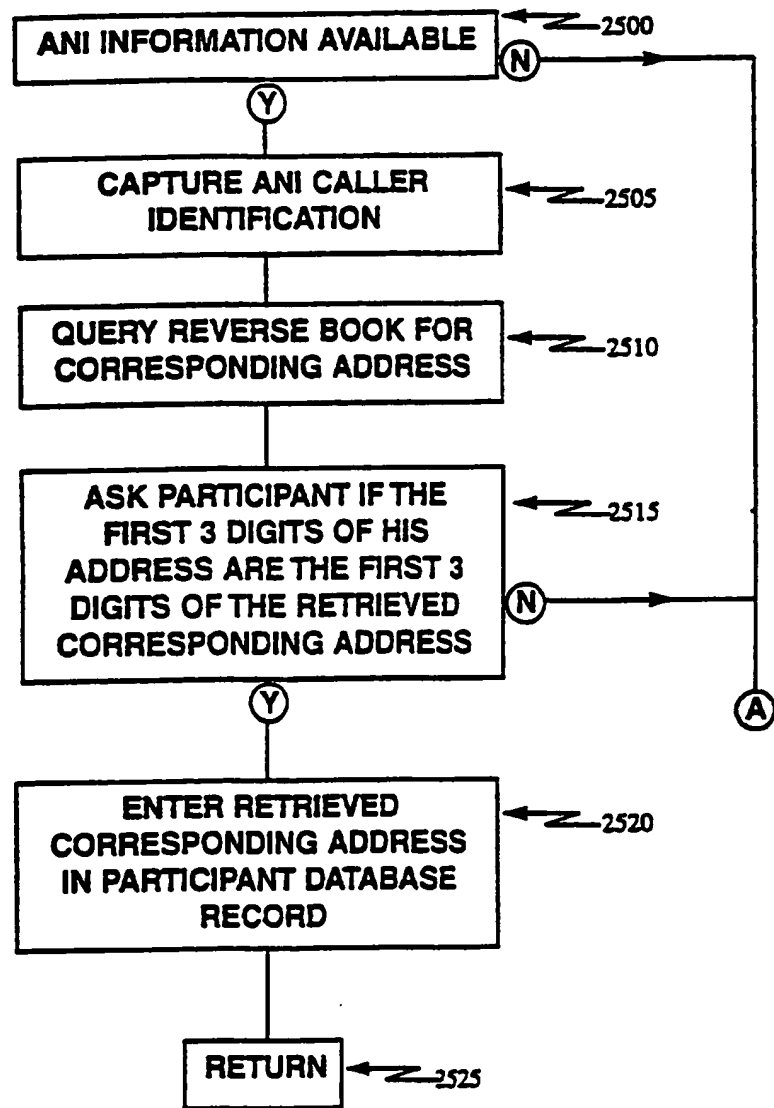 ANI INFORMATION AVAILABLE
2500
N
Y
CAPTURE ANI CALLER
IDENTIFICATION
2505
QUERY REVERSE BOOK FOR
CORRESPONDING ADDRESS
2510
ASK PARTICIPANT IF THE
FIRST 3 DIGITS OF HIS
ADDRESS ARE THE FIRST 3
DIGITS OF THE RETRIEVED
CORRESPONDING ADDRESS
2515
N
Y
A
ENTER RETRIEVED
CORRESPONDING ADDRESS
IN PARTICIPANT DATABASE
RECORD
2520
RETURN
2525